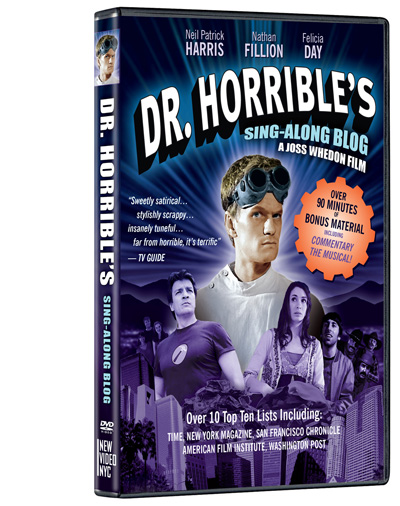 Neil Patrick
HARRIS
Nathan
FILLION
Felicia
DAY
DR. HORRIBLE'S
SING-ALONG BLOG
A JOSS WHEDON FILM
"Sweetly satirical...
stylishly scrappy...
insanely tuneful...
far from horrible, it's terrific"
— TV GUIDE
OVER
90 MINUTES
OF
BONUS MATERIAL
INCLUDING
COMMENTARY
THE MUSICAL!
Over 10 Top Ten Lists Including:
TIME, NEW YORK MAGAZINE, SAN FRANCISCO CHRONICLE
AMERICAN FILM INSTITUTE, WASHINGTON POST
DR. HORRIBLE'S
SING-ALONG BLOG
DVD
VIDEO
NEW
VIDEO
NYC